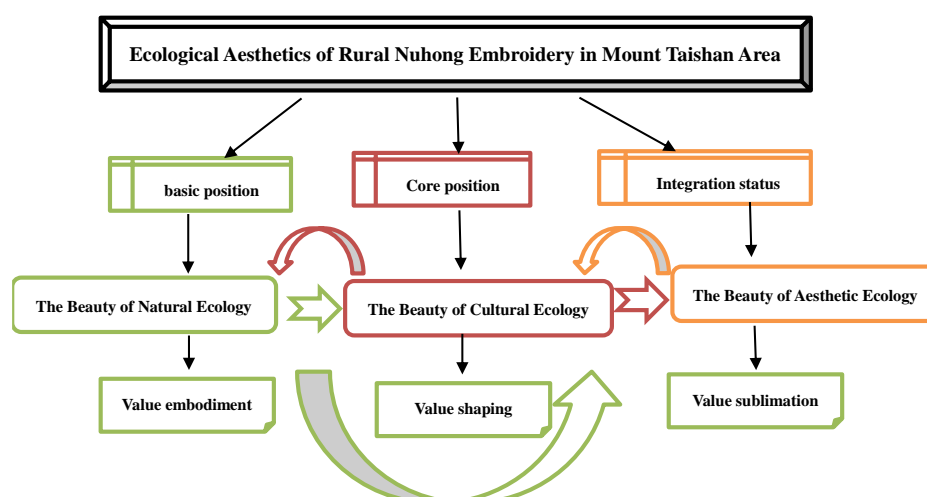 Ecological Aesthetics of Rural Nuhong Embroidery in Mount Taishan Area
basic position
Core position
Integration status
The Beauty of Natural Ecology
The Beauty of Cultural Ecology
The Beauty of Aesthetic Ecology
Value embodiment
Value shaping
Value sublimation